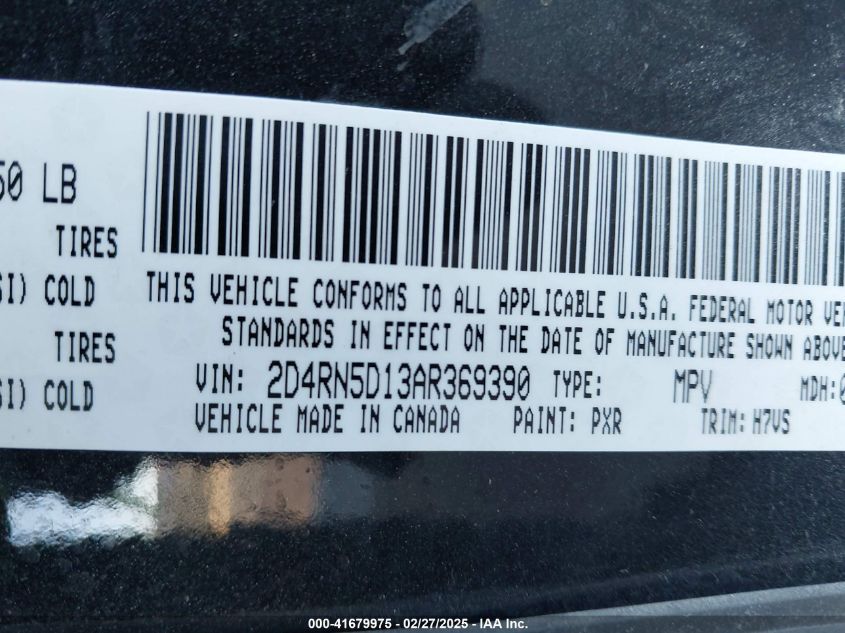 50 LB
TIRES
SI) COLD
THIS VEHICLE CONFORMS TO ALL APPLICABLE U.S.A. FEDERAL MOTOR VEH
STANDARDS IN EFFECT ON THE DATE OF MANUFACTURE SHOWN ABOVE
TIRES
VIN: 2D4RN5D13AR369390 TYPE: MPV MDH:0
SI) COLD
VEHICLE MADE IN CANADA PAINT: PXR TRIM: H7VS
000-41679975 - 02/27/2025 - IAA Inc.